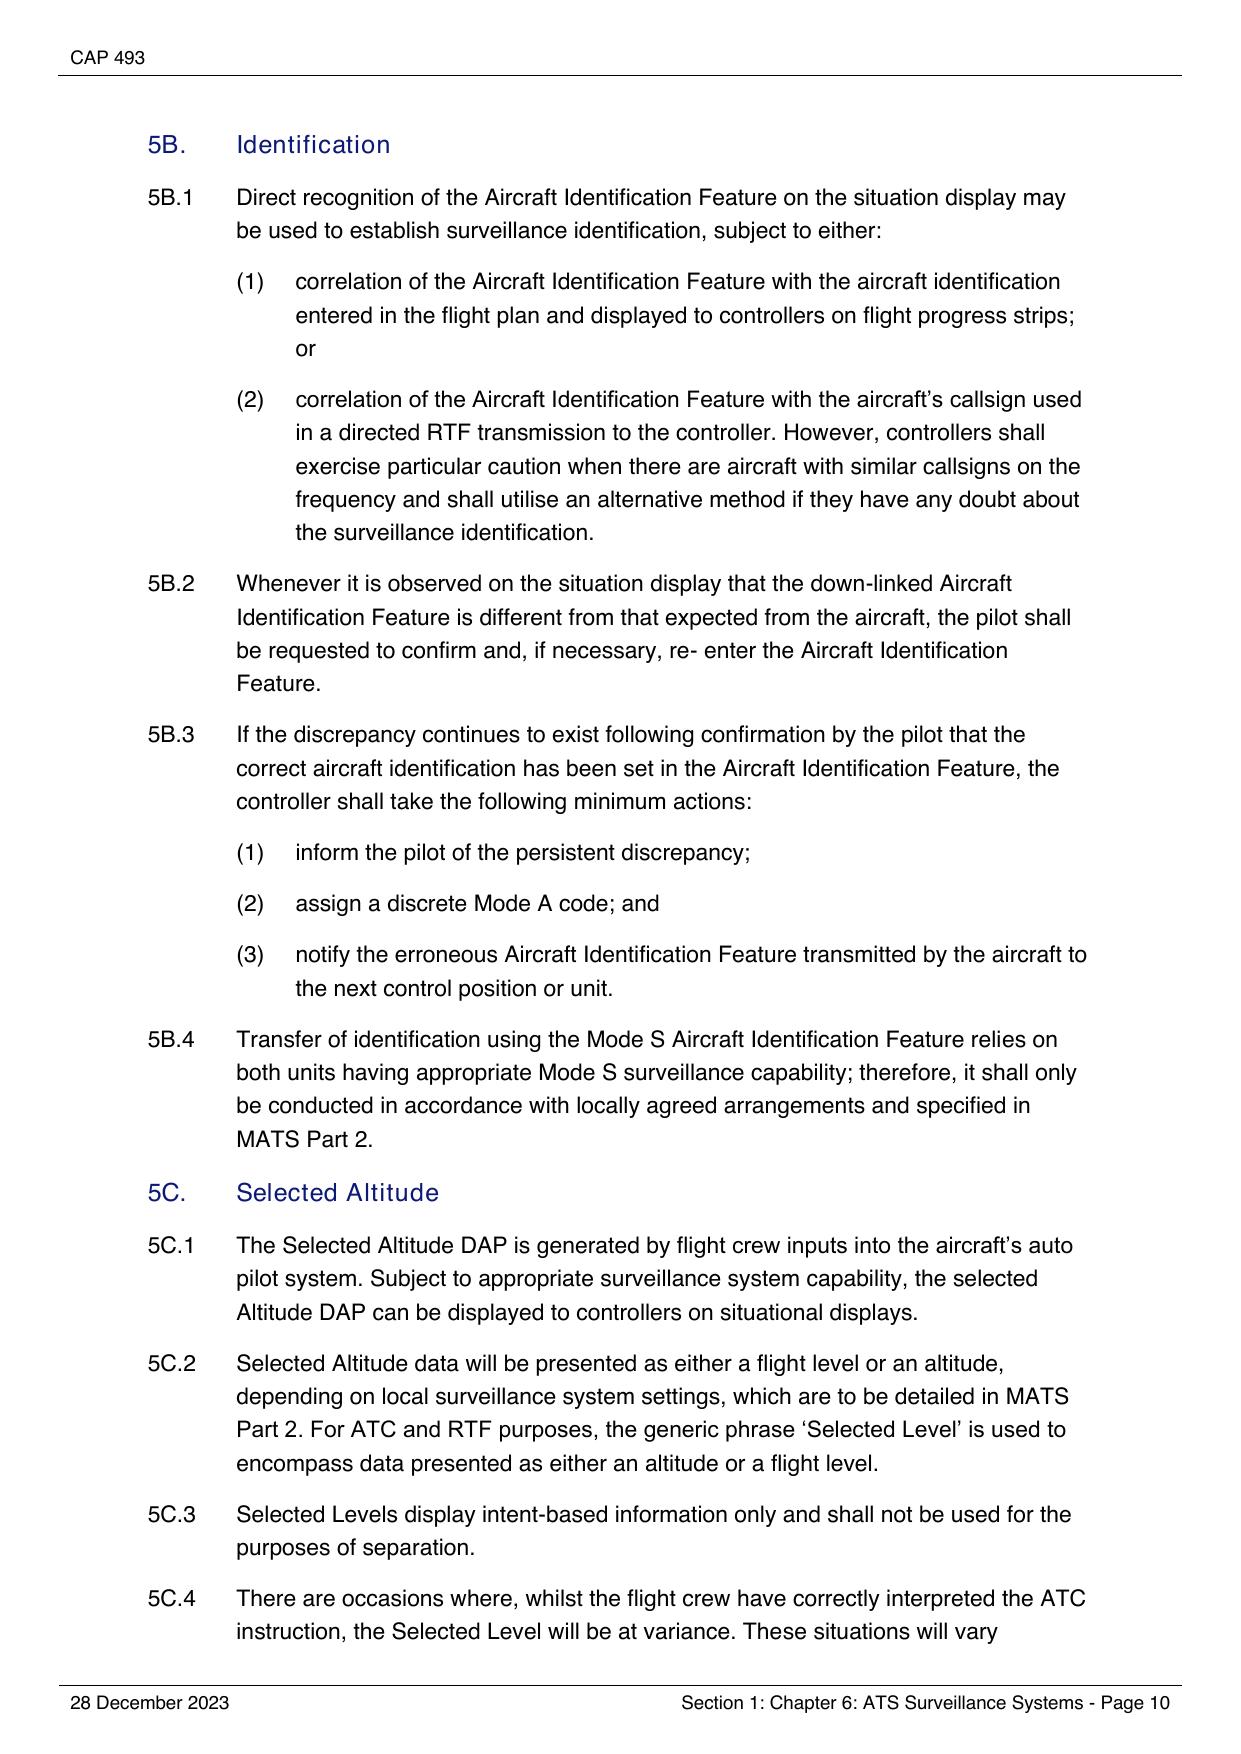 CAP 493
5B. Identification
5B.1 Direct recognition of the Aircraft Identification Feature on the situation display may
be used to establish surveillance identification, subject to either:
(1) correlation of the Aircraft Identification Feature with the aircraft identification
entered in the flight plan and displayed to controllers on flight progress strips;
or
(2) correlation of the Aircraft Identification Feature with the aircraft’s callsign used
in a directed RTF transmission to the controller. However, controllers shall
exercise particular caution when there are aircraft with similar callsigns on the
frequency and shall utilise an alternative method if they have any doubt about
the surveillance identification.
5B.2 Whenever it is observed on the situation display that the down-linked Aircraft
Identification Feature is different from that expected from the aircraft, the pilot shall
be requested to confirm and, if necessary, re- enter the Aircraft Identification
Feature.
5B.3 If the discrepancy continues to exist following confirmation by the pilot that the
correct aircraft identification has been set in the Aircraft Identification Feature, the
controller shall take the following minimum actions:
(1) inform the pilot of the persistent discrepancy;
(2) assign a discrete Mode A code; and
(3) notify the erroneous Aircraft Identification Feature transmitted by the aircraft to
the next control position or unit.
5B.4 Transfer of identification using the Mode S Aircraft Identification Feature relies on
both units having appropriate Mode S surveillance capability; therefore, it shall only
be conducted in accordance with locally agreed arrangements and specified in
MATS Part 2.
5C. Selected Altitude
5C.1 The Selected Altitude DAP is generated by flight crew inputs into the aircraft’s auto
pilot system. Subject to appropriate surveillance system capability, the selected
Altitude DAP can be displayed to controllers on situational displays.
5C.2 Selected Altitude data will be presented as either a flight level or an altitude,
depending on local surveillance system settings, which are to be detailed in MATS
Part 2. For ATC and RTF purposes, the generic phrase ‘Selected Level’ is used to
encompass data presented as either an altitude or a flight level.
5C.3 Selected Levels display intent-based information only and shall not be used for the
purposes of separation.
5C.4 There are occasions where, whilst the flight crew have correctly interpreted the ATC
instruction, the Selected Level will be at variance. These situations will vary
28 December 2023 Section 1: Chapter 6: ATS Surveillance Systems - Page 10